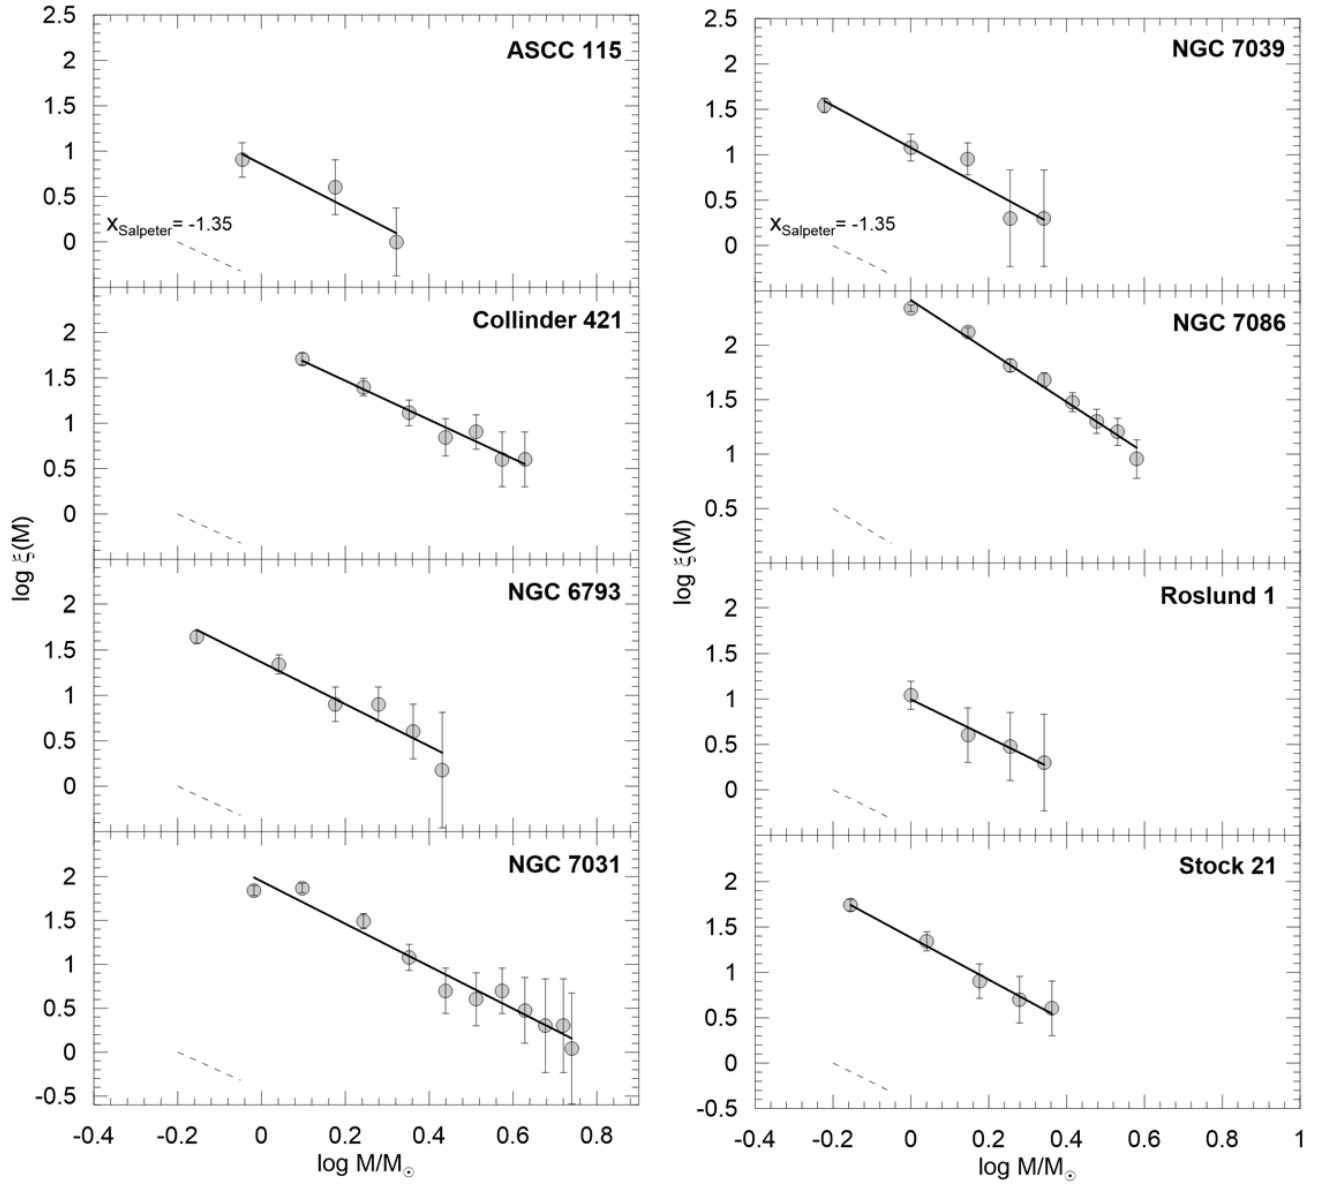 2.5
2
1.5
1
0.5
0
ASCC 115
XSalpeter= -1.35
2
1.5
1
0.5
0
Collinder 421
2
1.5
1
0.5
0
NGC 6793
2
1.5
1
0.5
0
-0.5
NGC 7031
log ξ(M)
-0.4 -0.2 0 0.2 0.4 0.6 0.8
log M/M☉
2.5
2
1.5
1
0.5
0
NGC 7039
XSalpeter= -1.35
2
1.5
1
0.5
NGC 7086
2
1.5
1
0.5
0
Roslund 1
2
1.5
1
0.5
0
-0.5
Stock 21
log ξ(M)
-0.4 -0.2 0 0.2 0.4 0.6 0.8 1
log M/M☉